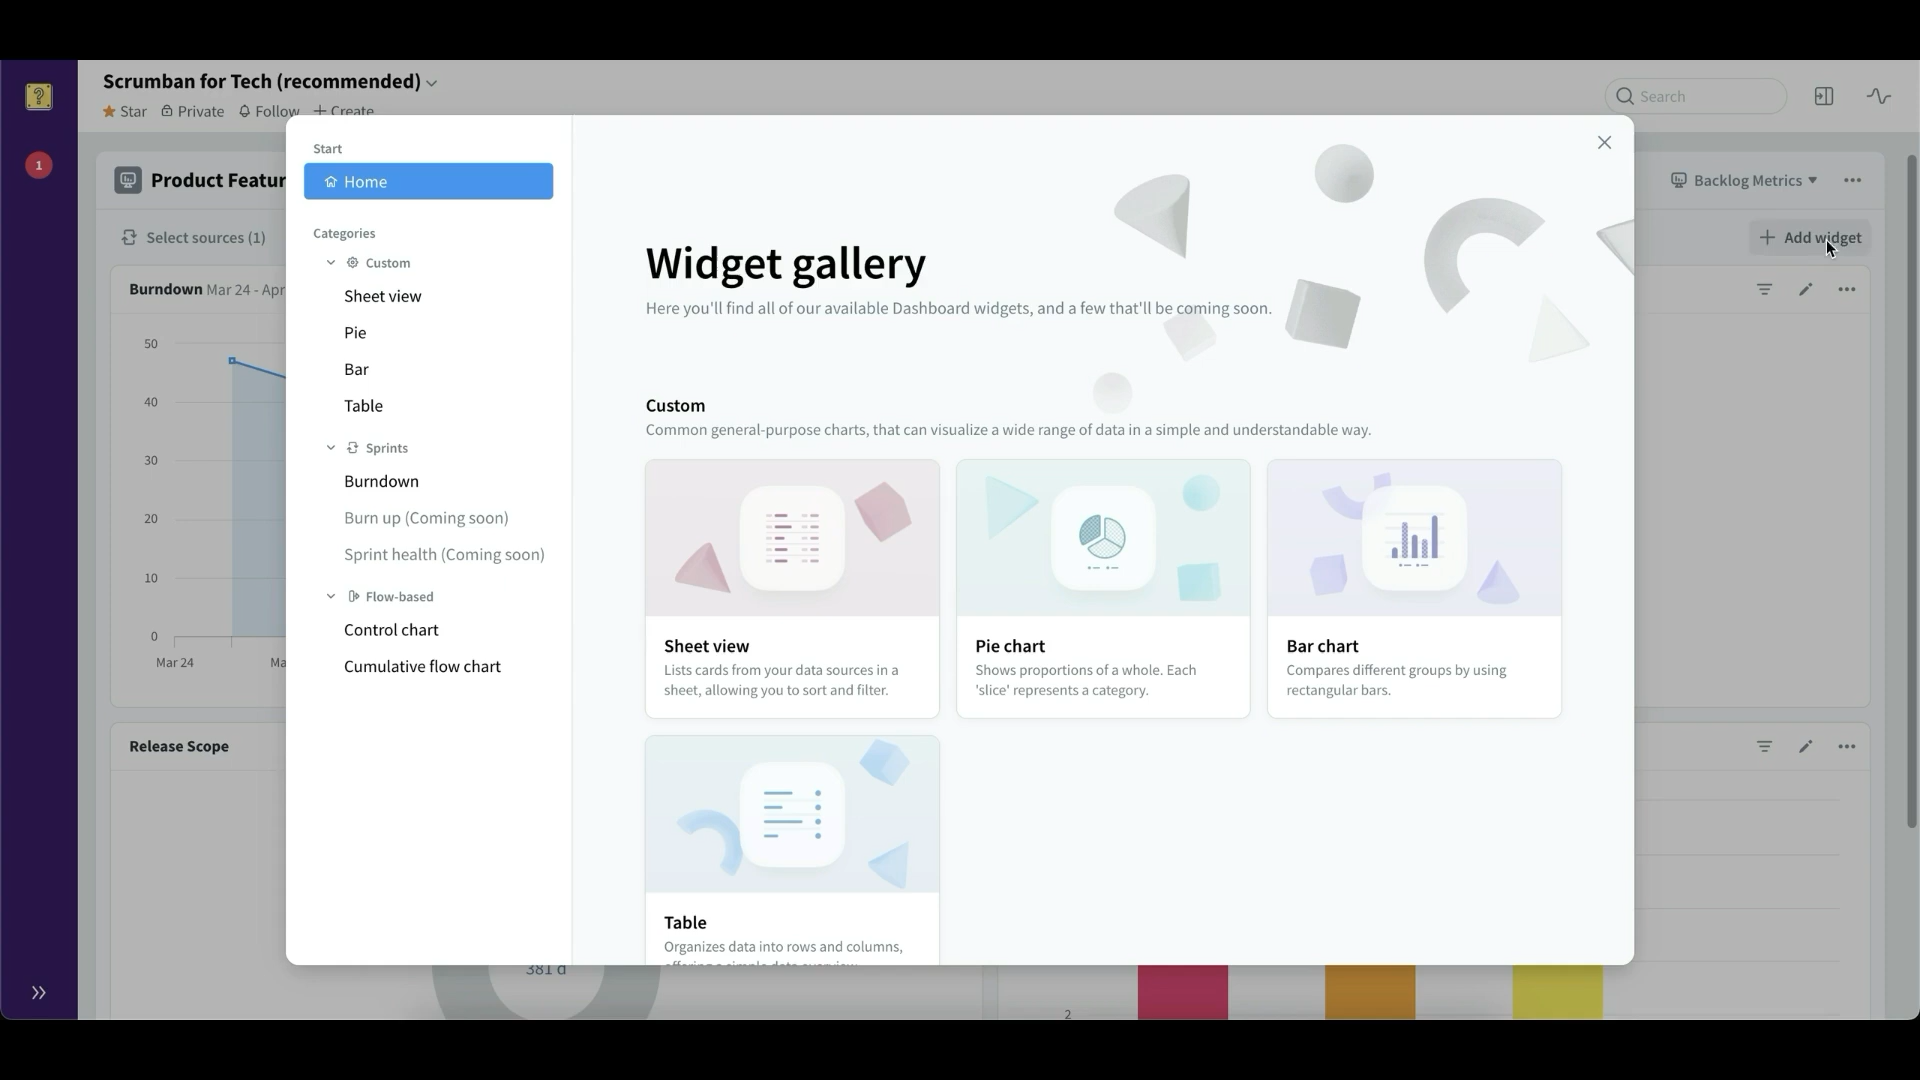 Scrumban for Tech (recommended)
Star Private Follow Create
Search
1
Product Featur
Backlog Metrics
Select sources (1)
Add widget
Burndown Mar 24 - Apr
50
40
30
20
10
0
Mar 24
Ma
Release Scope
381 d
2
Start
Home
Categories
Custom
Sheet view
Pie
Bar
Table
Sprints
Burndown
Burn up (Coming soon)
Sprint health (Coming soon)
Flow-based
Control chart
Cumulative flow chart
Widget gallery
Here you'll find all of our available Dashboard widgets, and a few that'll be coming soon.
Custom
Common general-purpose charts, that can visualize a wide range of data in a simple and understandable way.
Sheet view
Lists cards from your data sources in a
sheet, allowing you to sort and filter.
Pie chart
Shows proportions of a whole. Each
'slice' represents a category.
Bar chart
Compares different groups by using
rectangular bars.
Table
Organizes data into rows and columns,